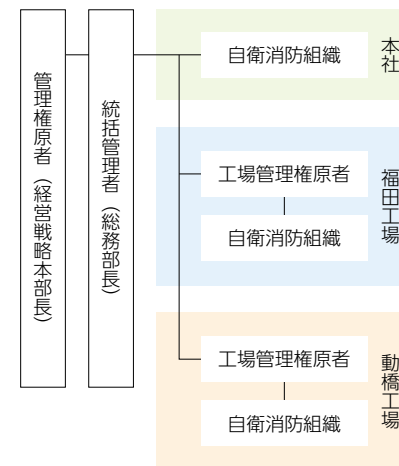 管理権原者（経営戦略本部長）
統括管理者（総務部長）
自衛消防組織
本社
工場管理権原者
自衛消防組織
福田工場
工場管理権原者
自衛消防組織
動橋工場